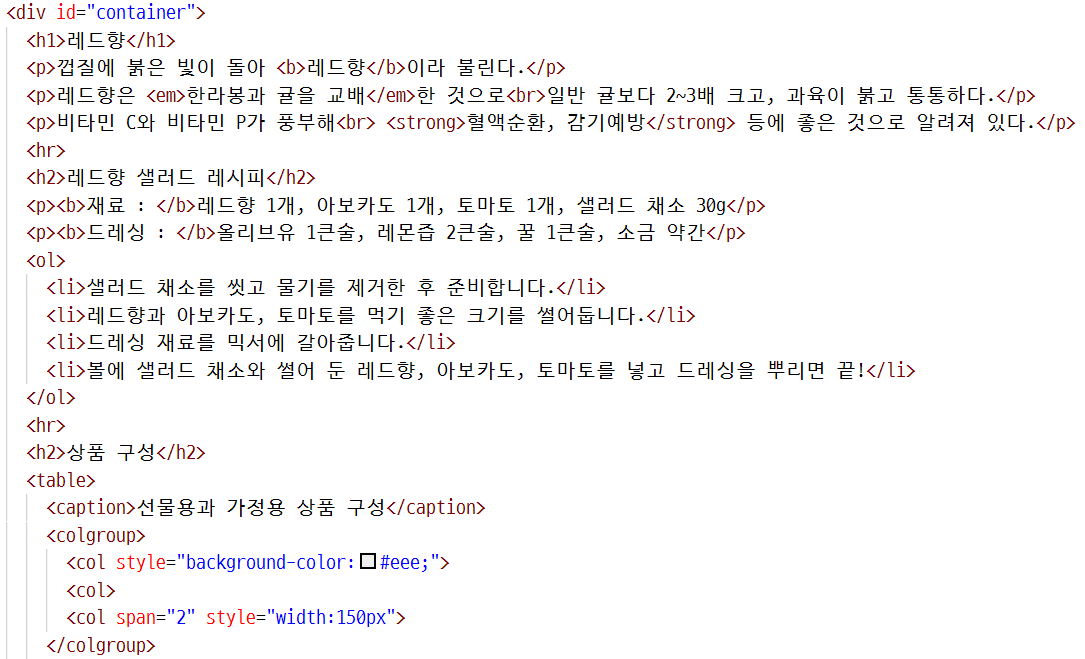 <div id="container">
<h1>레드향</h1>
<p>껍질에 붉은 빛이 돌아 <b>레드향</b>이라 불린다.</p>
<p>레드향은 <em>한라봉과 귤을 교배</em>한 것으로<br>일반 귤보다 2~3배 크고, 과육이 붉고 통통하다.</p>
<p>비타민 C와 비타민 P가 풍부해<br> <strong>혈액순환, 감기예방</strong> 등에 좋은 것으로 알려져 있다.</p>
<hr>
<h2>레드향 샐러드 레시피</h2>
<p><b>재료 : </b>레드향 1개, 아보카도 1개, 토마토 1개, 샐러드 채소 30g</p>
<p><b>드레싱 : </b>올리브유 1큰술, 레몬즙 2큰술, 꿀 1큰술, 소금 약간</p>
<ol>
<li>샐러드 채소를 씻고 물기를 제거한 후 준비합니다.</li>
<li>레드향과 아보카도, 토마토를 먹기 좋은 크기를 썰어둡니다.</li>
<li>드레싱 재료를 믹서에 갈아줍니다.</li>
<li>볼에 샐러드 채소와 썰어 둔 레드향, 아보카도, 토마토를 넣고 드레싱을 뿌리면 끝!</li>
</ol>
<hr>
<h2>상품 구성</h2>
<table>
<caption>선물용과 가정용 상품 구성</caption>
<colgroup>
<col style="background-color:#eee;">
<col>
<col span="2" style="width:150px">
</colgroup>